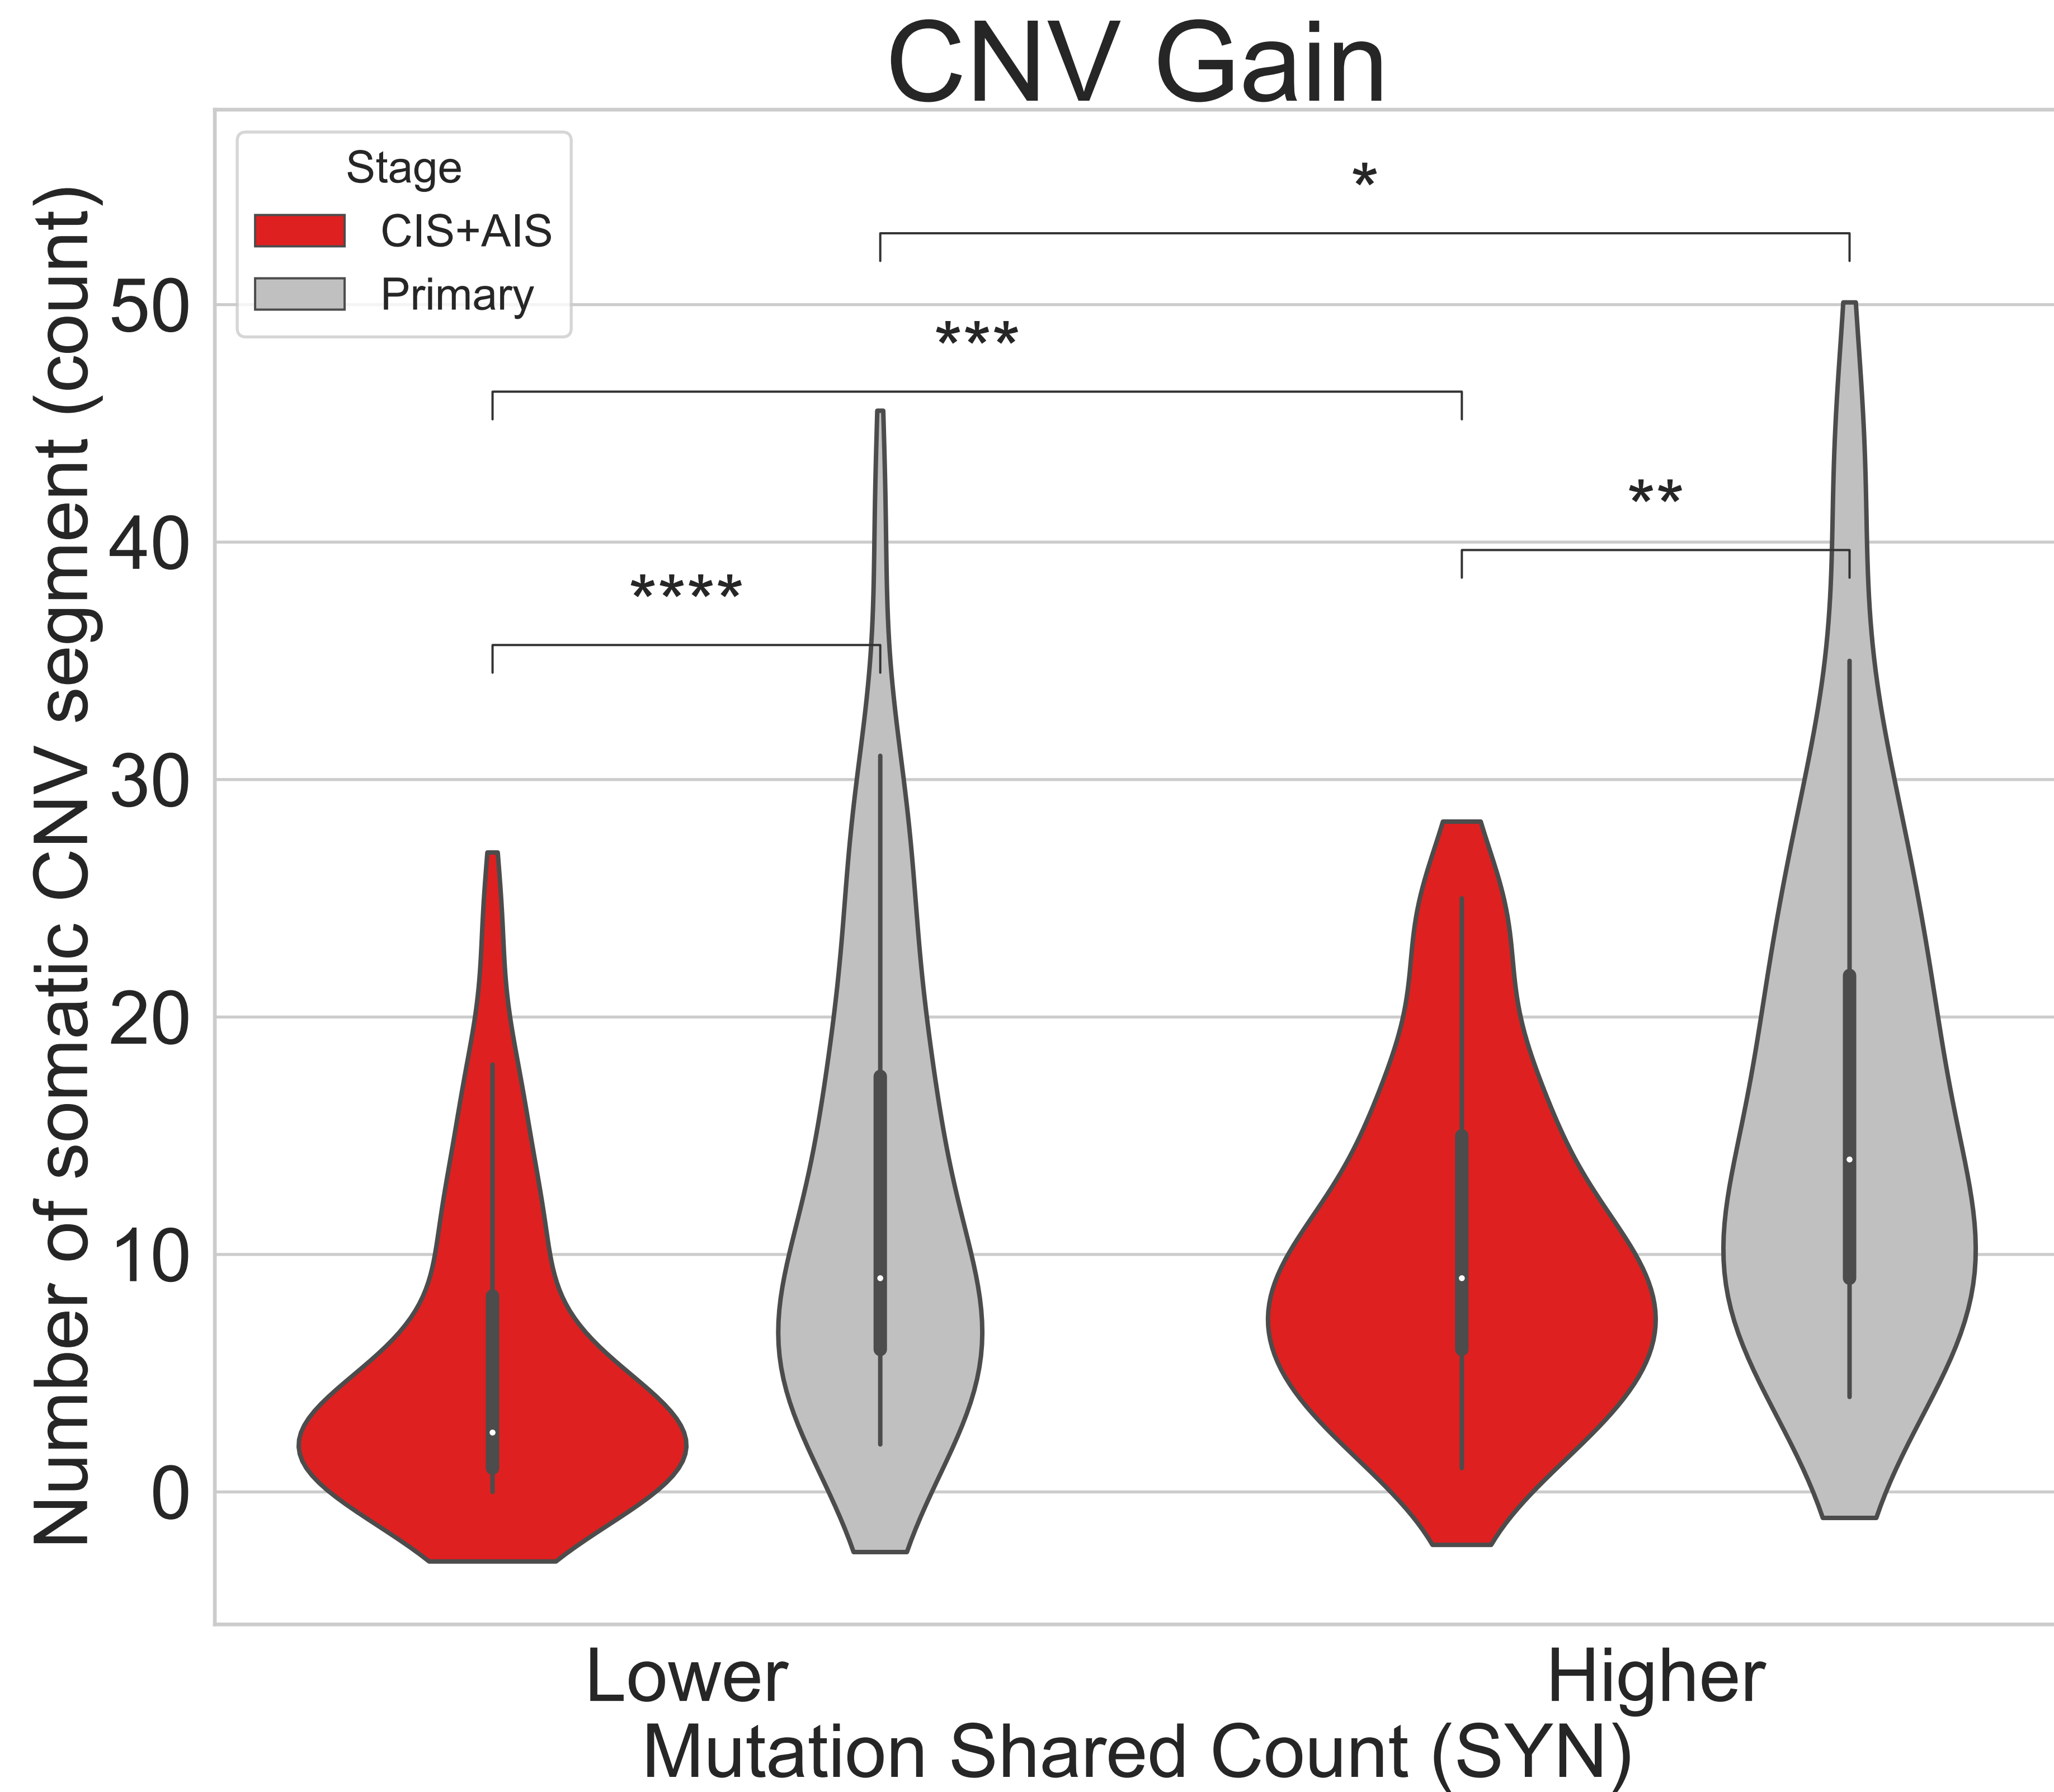 CNV Gain
Stage
CIS+AIS
Primary
*
***
**
****
Number of somatic CNV segment (count)
50
40
30
20
10
0
Lower
Higher
Mutation Shared Count (SYN)